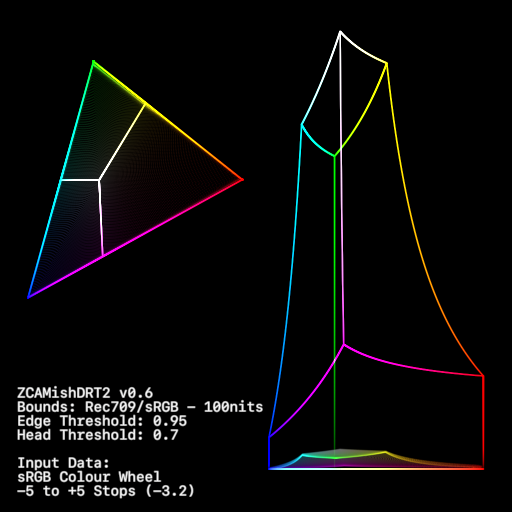 ZCAMishDRT2 v0.6
Bounds: Rec709/sRGB - 100nits
Edge Threshold: 0.95
Head Threshold: 0.7
Input Data:
sRGB Colour Wheel
-5 to +5 Stops (-3.2)